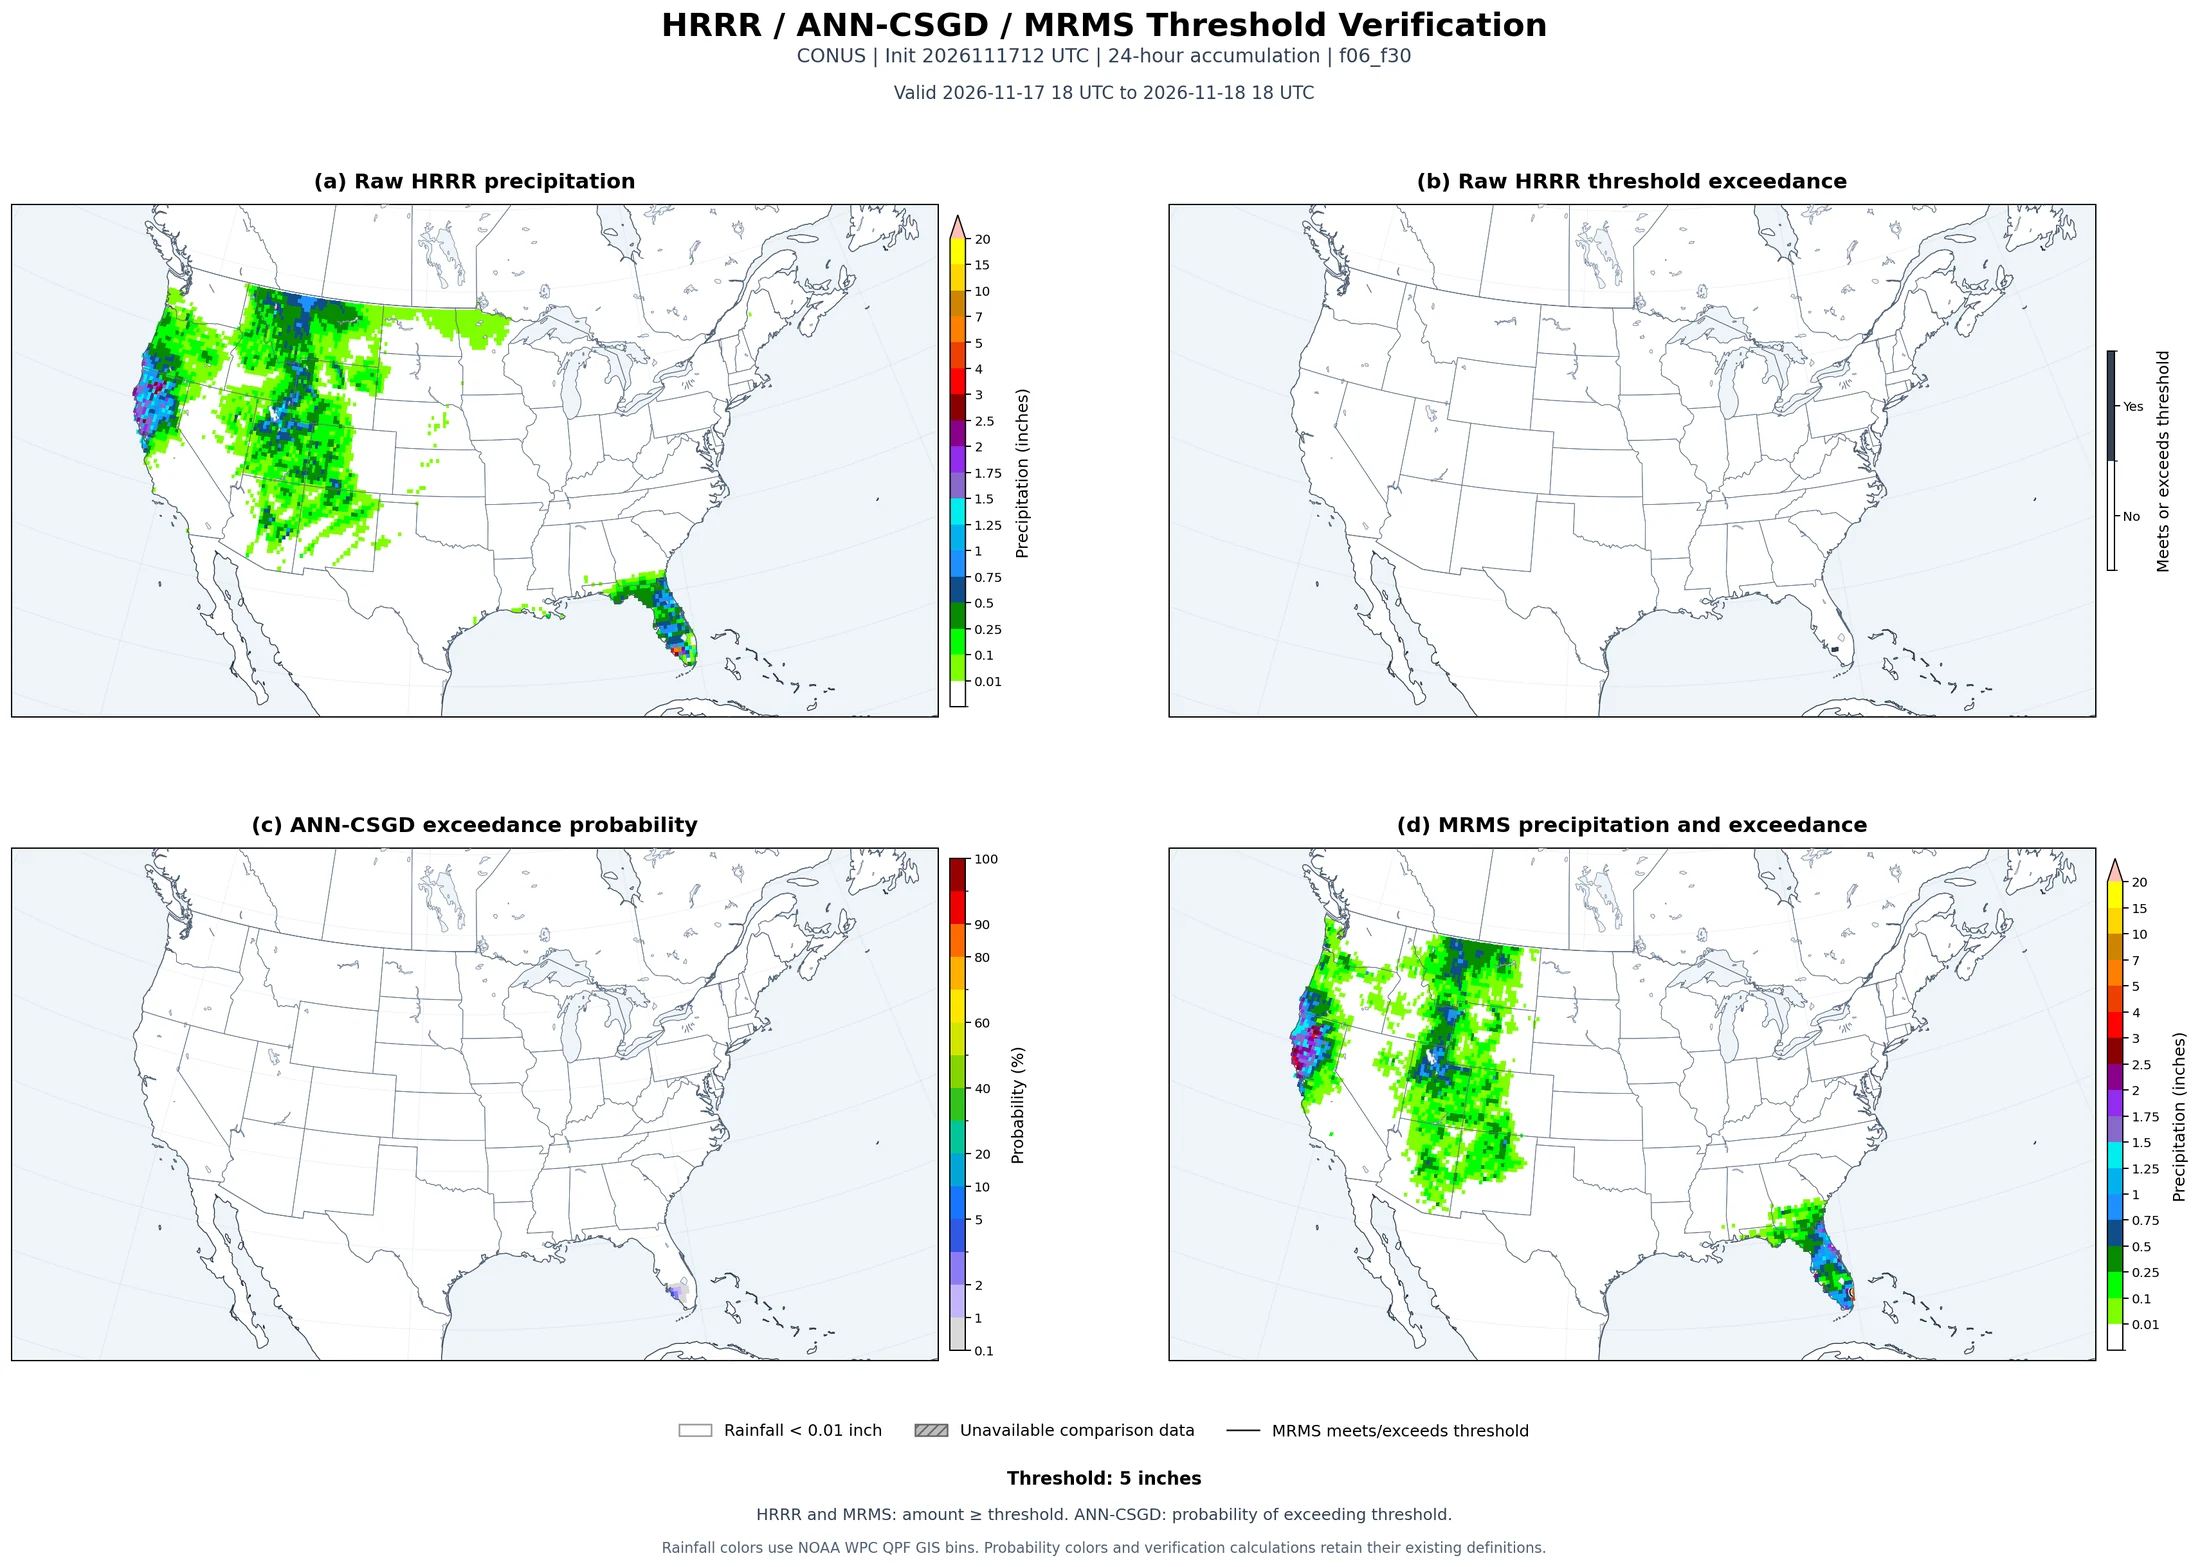 HRRR / ANN-CSGD / MRMS Threshold Verification
CONUS | Init 2026111712 UTC | 24-hour accumulation | f06_f30
Valid 2026-11-17 18 UTC to 2026-11-18 18 UTC
(a) Raw HRRR precipitation
20
15
10
7
5
4
3
2.5
2
1.75
1.5
1.25
1
0.75
0.5
0.25
0.1
0.01
Precipitation (inches)
(b) Raw HRRR threshold exceedance
Yes
No
Meets or exceeds threshold
(c) ANN-CSGD exceedance probability
100
90
80
60
40
20
10
5
2
1
0.1
Probability (%)
(d) MRMS precipitation and exceedance
20
15
10
7
5
4
3
2.5
2
1.75
1.5
1.25
1
0.75
0.5
0.25
0.1
0.01
Precipitation (inches)
Rainfall < 0.01 inch
Unavailable comparison data
MRMS meets/exceeds threshold
Threshold: 5 inches
HRRR and MRMS: amount ≥ threshold. ANN-CSGD: probability of exceeding threshold.
Rainfall colors use NOAA WPC QPF GIS bins. Probability colors and verification calculations retain their existing definitions.